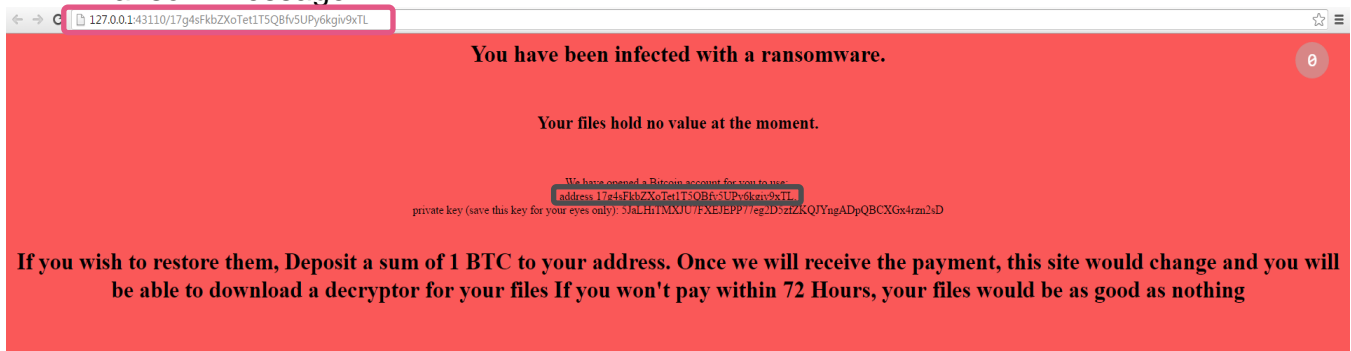 127.0.0.1:43110/17g4sFkbZXoTet1T5QBfv5UPy6kgiv9xTL
You have been infected with a ransomware.
0
Your files hold no value at the moment.
We have opened a Bitcoin account for you to use:
address 17g4sFkbZXoTet1T5QBfv5UPy6kgiv9xTL
private key (save this key for your eyes only):
If you wish to restore them, Deposit a sum of 1 BTC to your address. Once we will receive the payment, this site would change and you will
be able to download a decryptor for your files If you won't pay within 72 Hours, your files would be as good as nothing